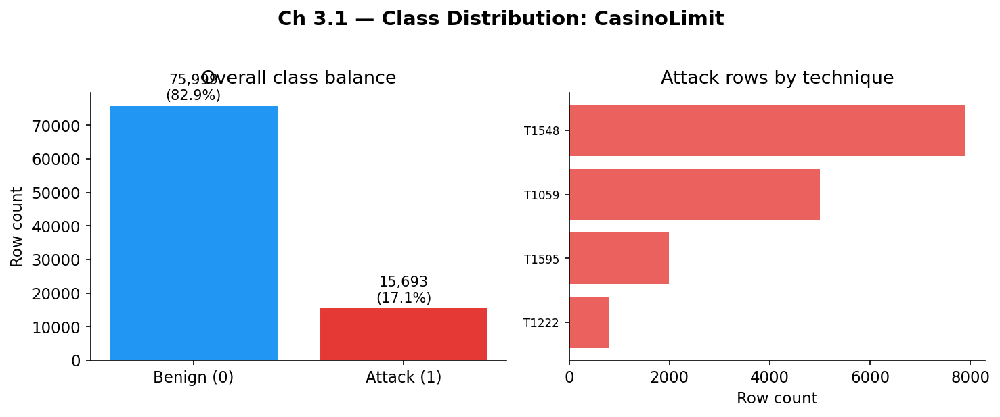 Ch 3.1 — Class Distribution: CasinoLimit
Overall class balance
75,999
(82.9%)
15,693
(17.1%)
Row count
70000
60000
50000
40000
30000
20000
10000
0
Benign (0)
Attack (1)
Attack rows by technique
T1548
T1059
T1595
T1222
0
2000
4000
6000
8000
Row count